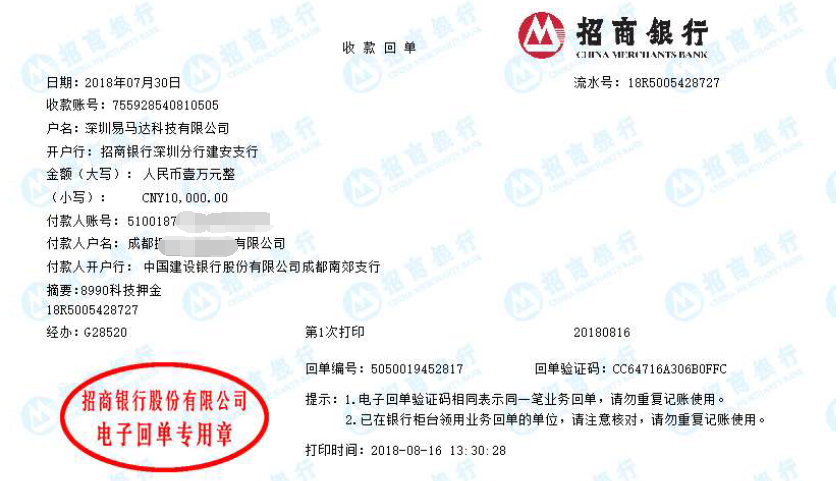 招商银行
CHINA MERCHANTS BANK
收款回单
日期：2018年07月30日
流水号：18R5005428727
收款账号：755928540810505
户名：深圳易马达科技有限公司
开户行：招商银行深圳分行建安支行
金额（大写）：人民币壹万元整
（小写）：CNY10,000.00
付款人账号：5100187
付款人户名：成都 有限公司
付款人开户行：中国建设银行股份有限公司成都南郊支行
摘要:8990科技押金
18R5005428727
经办：G28520 第1次打印 20180816
回单编号：5050019452817 回单验证码：CC64716A306B0FFC
提示：1.电子回单验证码相同表示同一笔业务回单，请勿重复记账使用。
2.已在银行柜台领用业务回单的单位，请注意核对，请勿重复记账使用。
打印时间：2018-08-16 13:30:28
招商银行股份有限公司
电子回单专用章